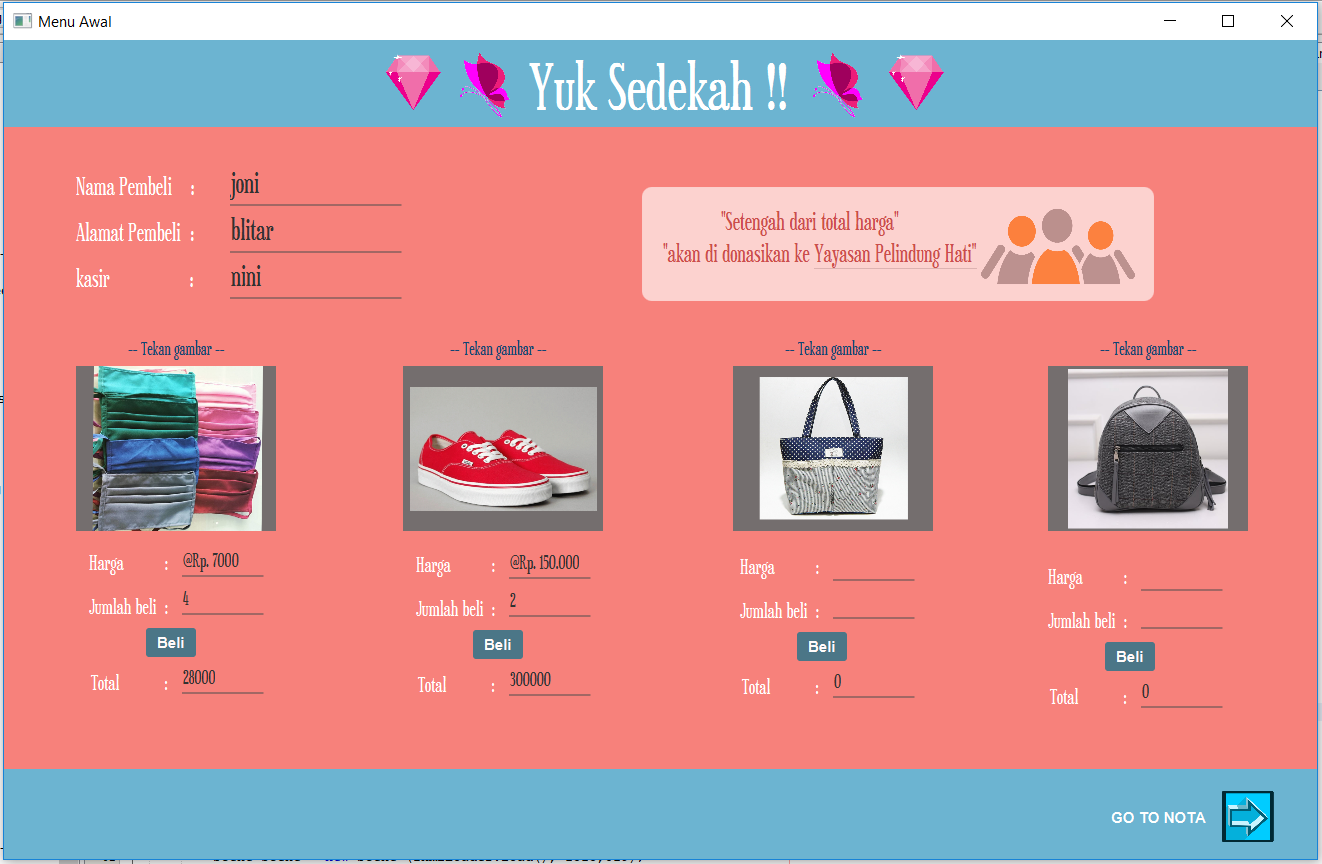 Menu Awal
Yuk Sedekah !!
Nama Pembeli : joni
Alamat Pembeli : blitar
kasir : nini
"Setengah dari total harga"
"akan di donasikan ke Yayasan Pelindung Hati"
-- Tekan gambar -- -- Tekan gambar -- -- Tekan gambar -- -- Tekan gambar --
Harga : @Rp. 7000
Jumlah beli : 4
Beli
Total : 28000
Harga : @Rp. 150.000
Jumlah beli : 2
Beli
Total : 300000
Harga :
Jumlah beli :
Beli
Total : 0
Harga :
Jumlah beli :
Beli
Total : 0
GO TO NOTA